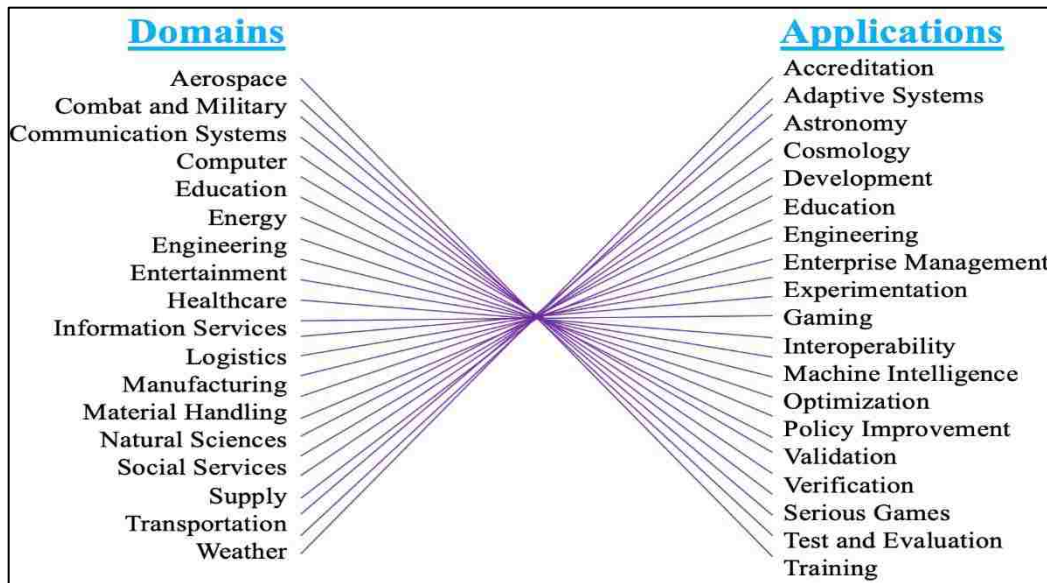 Domains
Aerospace
Combat and Military
Communication Systems
Computer
Education
Energy
Engineering
Entertainment
Healthcare
Information Services
Logistics
Manufacturing
Material Handling
Natural Sciences
Social Services
Supply
Transportation
Weather
Applications
Accreditation
Adaptive Systems
Astronomy
Cosmology
Development
Education
Engineering
Enterprise Management
Experimentation
Gaming
Interoperability
Machine Intelligence
Optimization
Policy Improvement
Validation
Verification
Serious Games
Test and Evaluation
Training